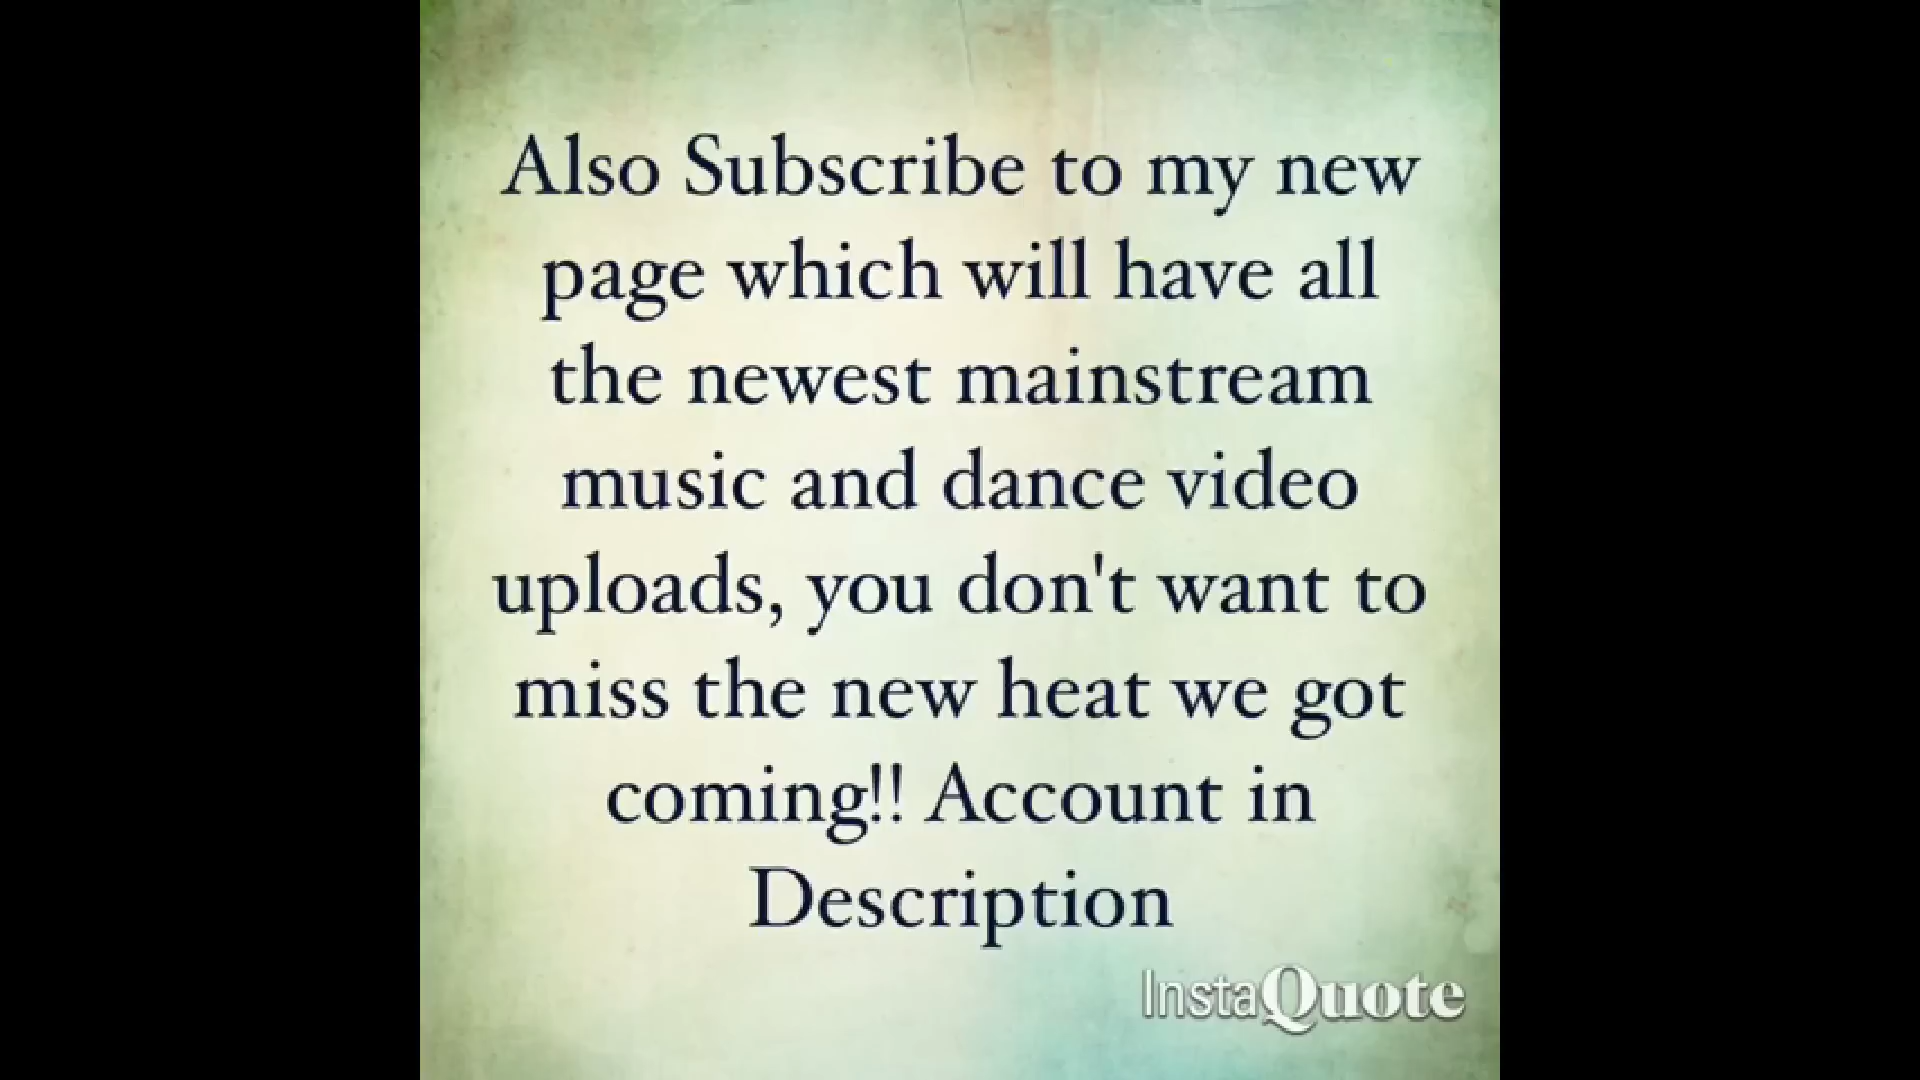 Also Subscribe to my new
page which will have all
the newest mainstream
music and dance video
uploads, you don't want to
miss the new heat we got
coming!! Account in
Description
InstaQuote